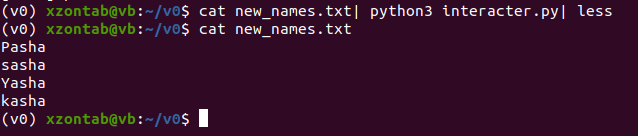 (v0) xzontab@vb:~/v0$ cat new_names.txt| python3 interacter.py| less
(v0) xzontab@vb:~/v0$ cat new_names.txt
Pasha
sasha
Yasha
kasha
(v0) xzontab@vb:~/v0$